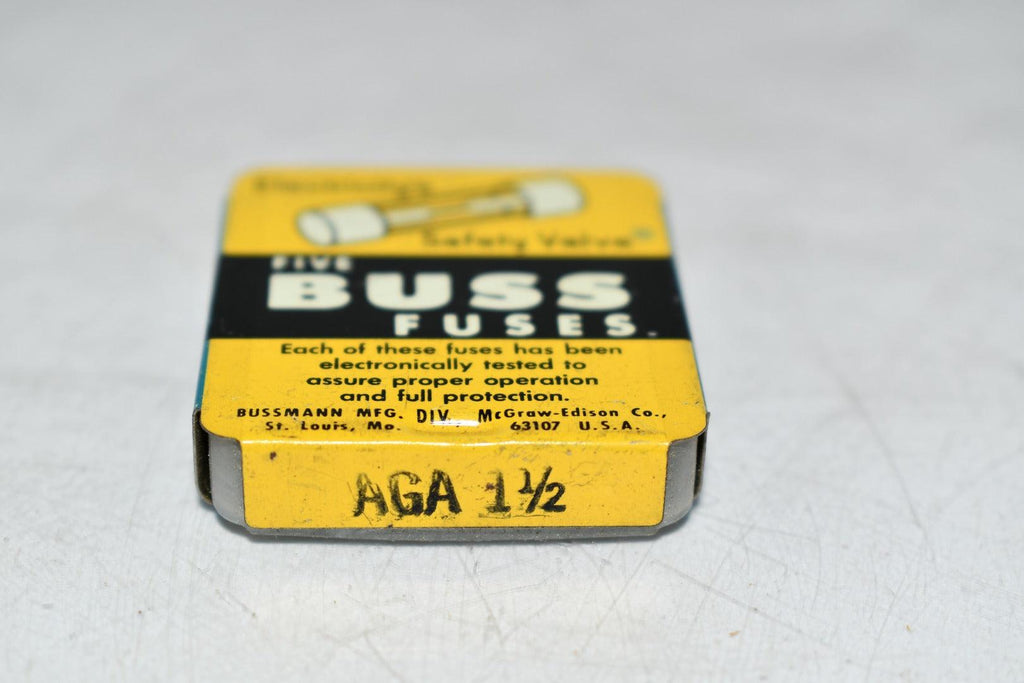 Electricity's
Safety Valve®
FIVE
BUSS
FUSES.
Each of these fuses has been
electronically tested to
assure proper operation
and full protection.
BUSSMANN MFG. DIV. McGraw-Edison Co.,
St. Louis, Mo. 63107 U.S.A.
AGA 1½